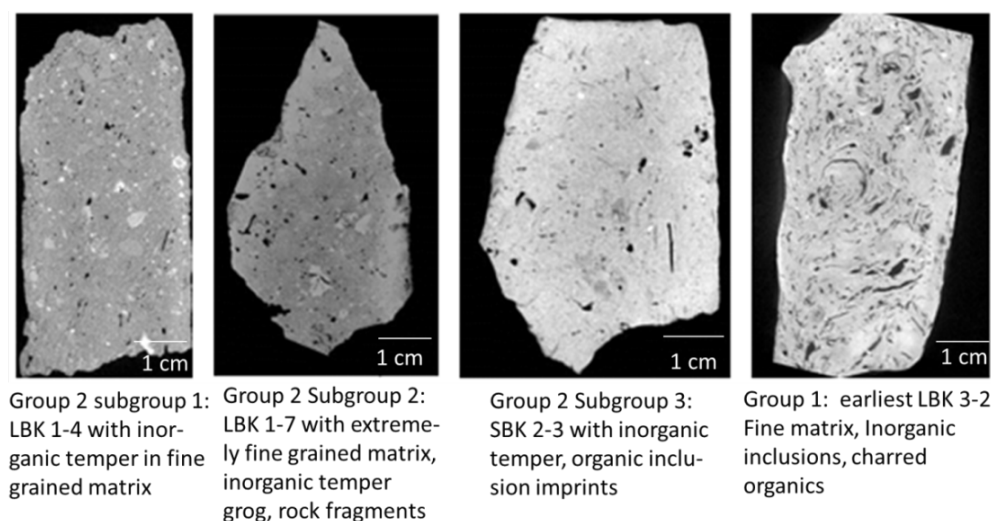 1 cm
1 cm
1 cm
1 cm
Group 2 subgroup 1:
LBK 1-4 with inor-
ganic temper in fine
grained matrix
Group 2 Subgroup 2:
LBK 1-7 with extreme-
ly fine grained matrix,
inorganic temper
grog, rock fragments
Group 2 Subgroup 3:
SBK 2-3 with inorganic
temper, organic inclu-
sion imprints
Group 1:  earliest LBK 3-2
Fine matrix, Inorganic
inclusions, charred
organics